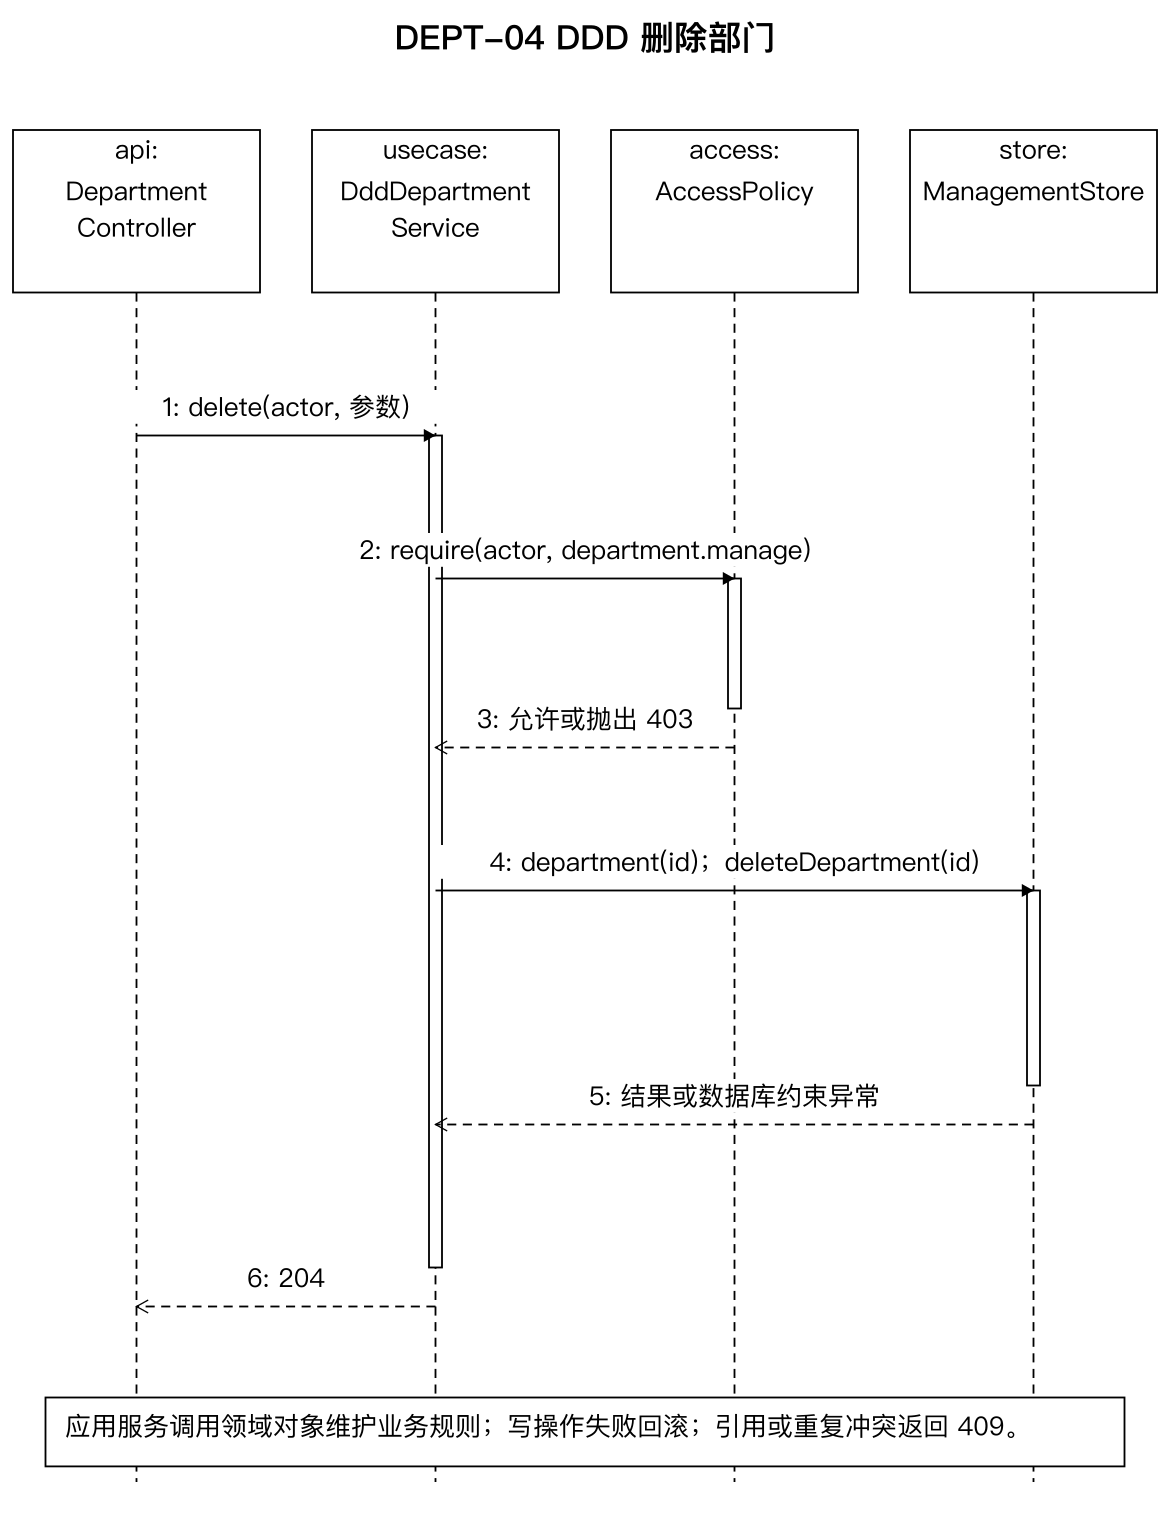 DEPT-04 DDD 删除部门
api:
Department
Controller
usecase:
DddDepartment
Service
access:
AccessPolicy
store:
ManagementStore
1: delete(actor, 参数)
2: require(actor, department.manage)
3: 允许或抛出 403
4: department(id)；deleteDepartment(id)
5: 结果或数据库约束异常
6: 204
应用服务调用领域对象维护业务规则；写操作失败回滚；引用或重复冲突返回 409。